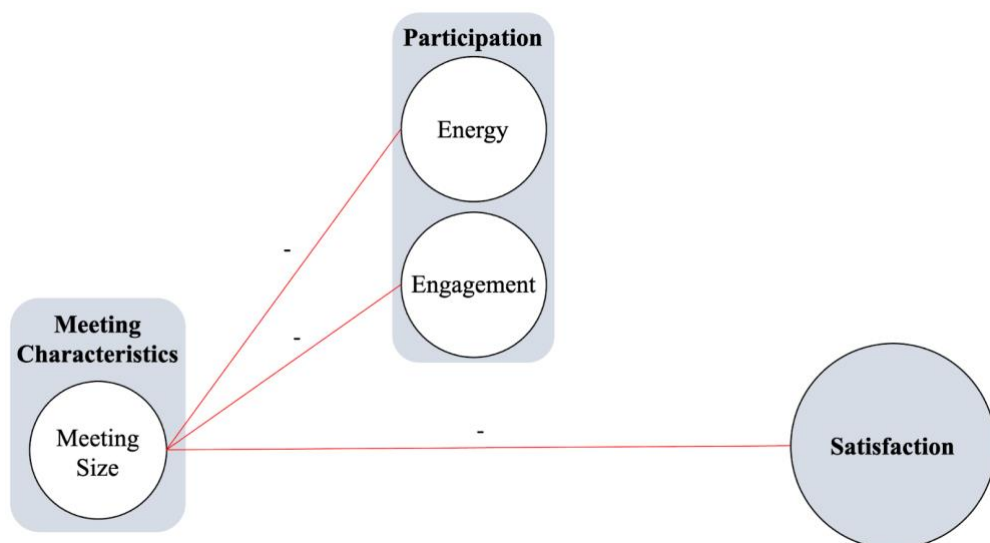 Participation
Energy
-
Engagement
-
Meeting
Characteristics
Meeting
Size
-
Satisfaction